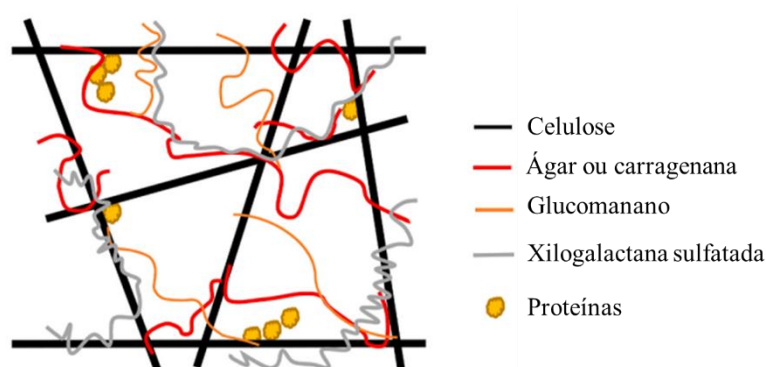 Celulose
Ágar ou carragenana
Glucomanano
Xilogalactana sulfatada
Proteínas